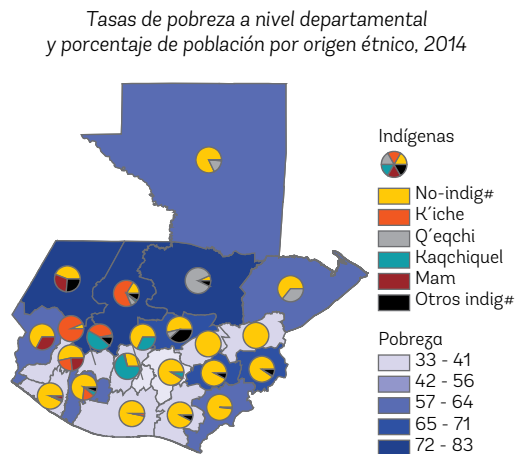 Tasas de pobreza a nivel departamental
y porcentaje de población por origen étnico, 2014
Indígenas
No-indig#
K´iche
Q´eqchi
Kaqchiquel
Mam
Otros indig#
Pobreza
33 - 41
42 - 56
57 - 64
65 - 71
72 - 83